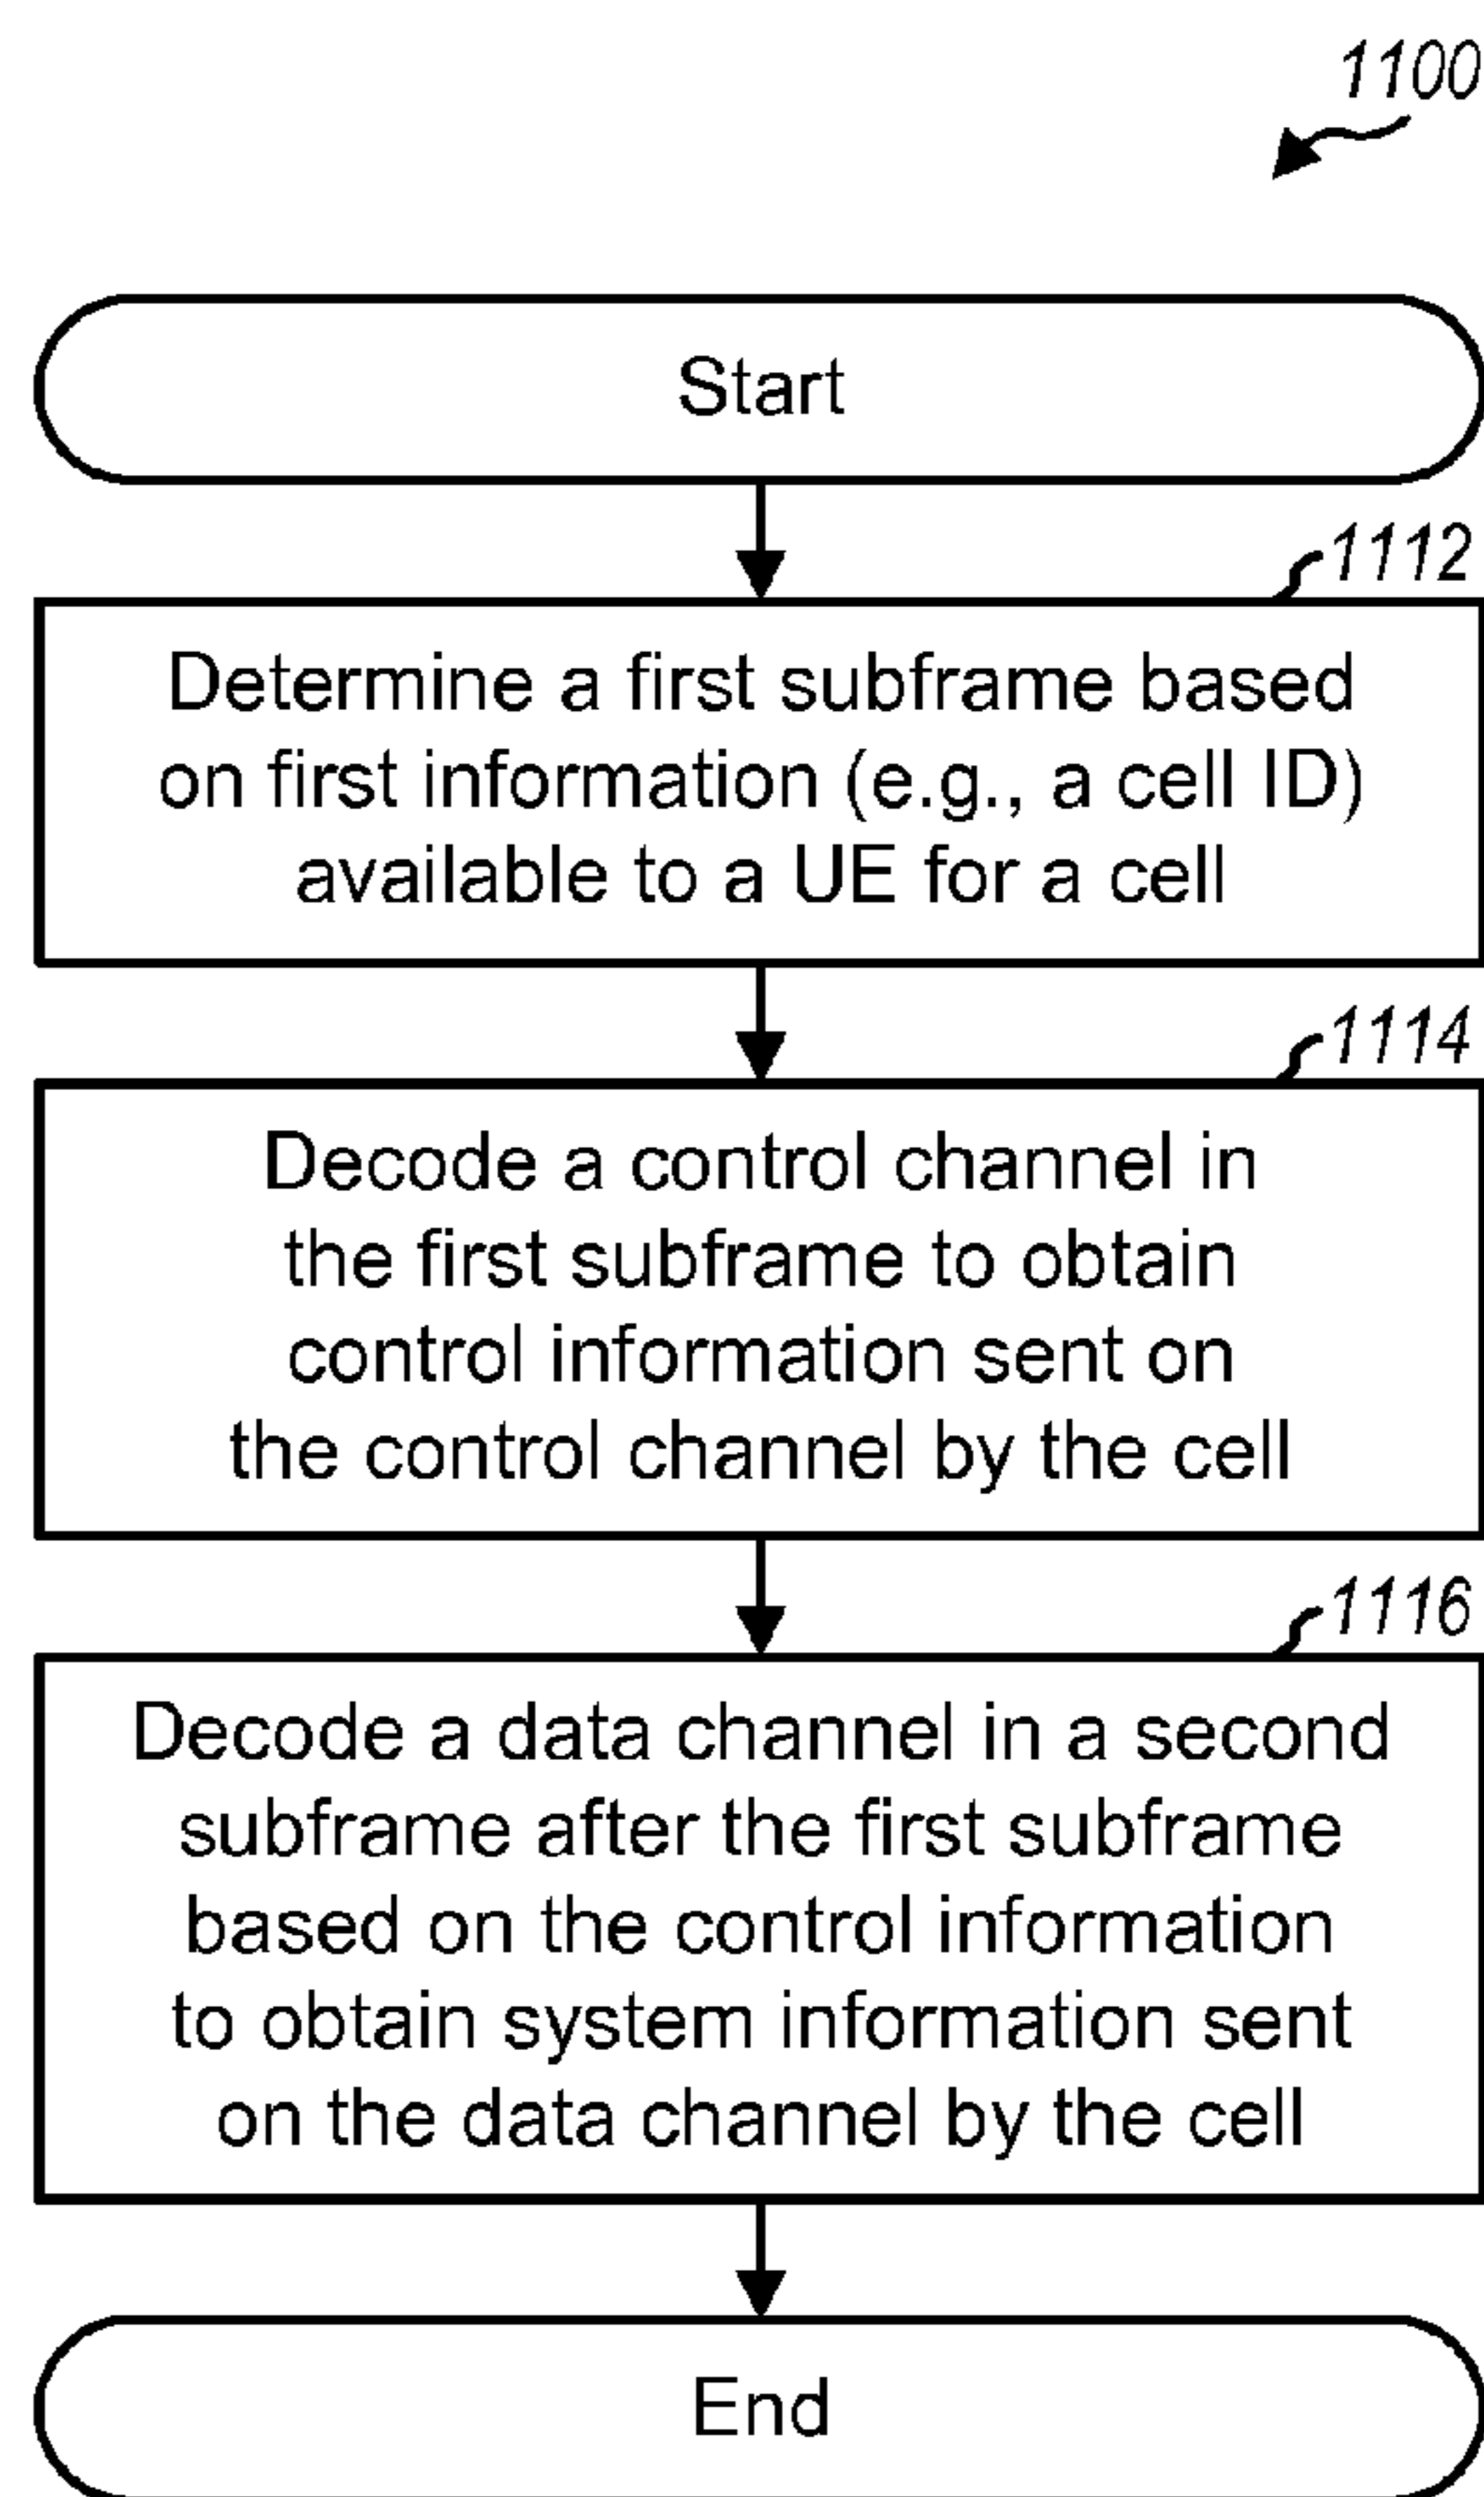 1100
Start
1112
Determine a first subframe based
on first information (e.g., a cell ID)
available to a UE for a cell
1114
Decode a control channel in
the first subframe to obtain
control information sent on
the control channel by the cell
1116
Decode a data channel in a second
subframe after the first subframe
based on the control information
to obtain system information sent
on the data channel by the cell
End